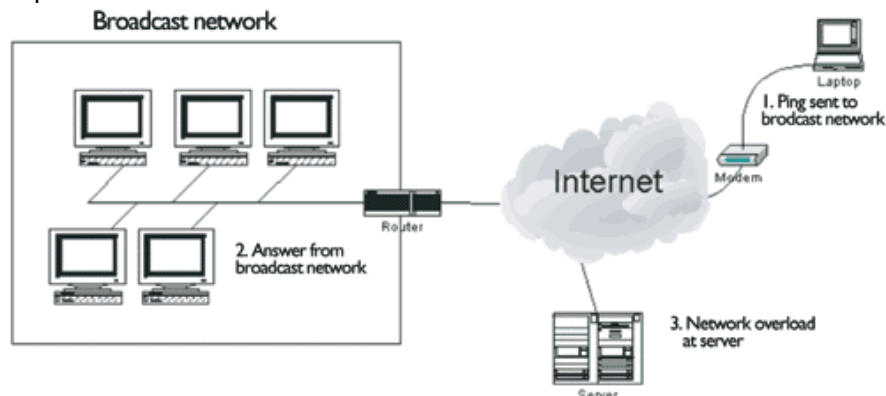 Broadcast network
Laptop
1. Ping sent to
brodcast network
Modem
Internet
Router
2. Answer from
broadcast network
3. Network overload
at server
Server